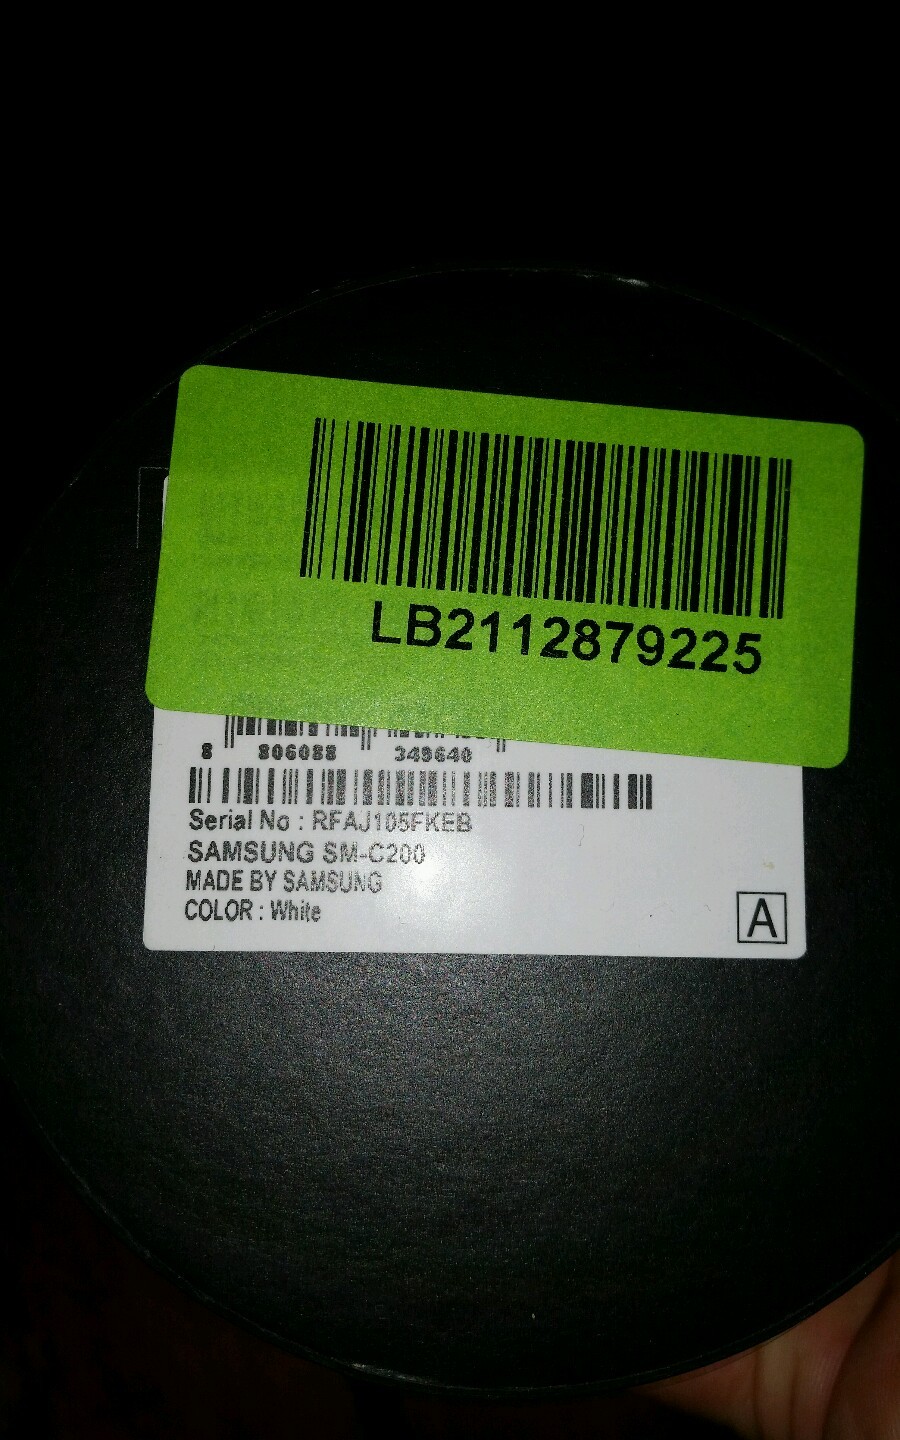 LB2112879225
8 806088 349640
Serial No : RFAJ105FKEB
SAMSUNG SM-C200
MADE BY SAMSUNG
COLOR : White
A